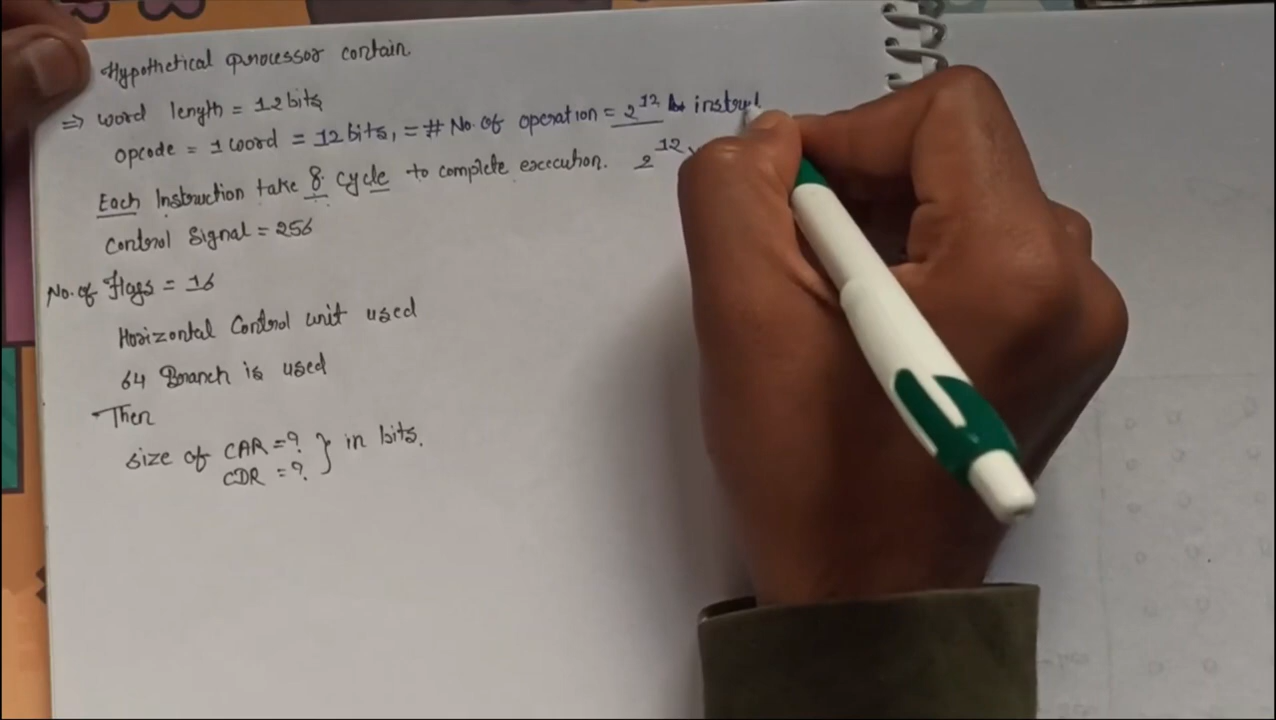 Hypothetical processor contain
⇒ word length = 12 bits
opcode = 1 word = 12 bits, = # No. of operation = 2^12 instru
Each Instruction take 8 cycle to complete execution. 2^12
Control Signal = 256
No. of Flags = 16
Horizontal Control unit used
64 Branch is used
Then
size of CAR = ? } in bits.
CDR = ?